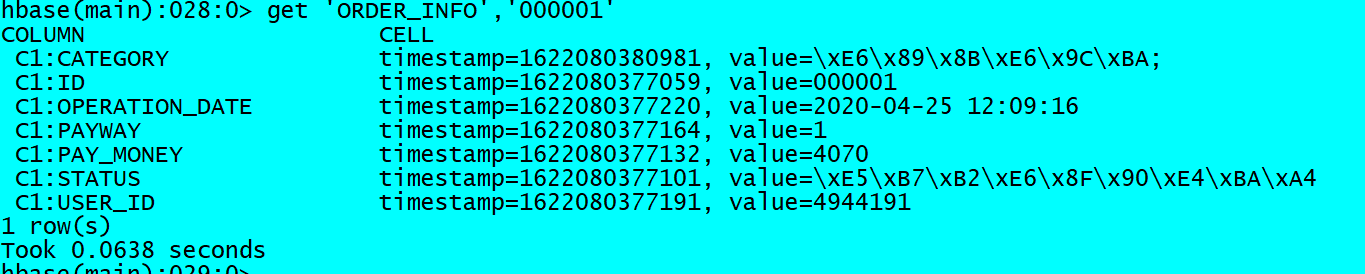 hbase(main):028:0> get 'ORDER_INFO','000001'
COLUMN CELL
C1:CATEGORY timestamp=1622080380981, value=\xE6\x89\x8B\xE6\x9C\xBA;
C1:ID timestamp=1622080377059, value=000001
C1:OPERATION_DATE timestamp=1622080377220, value=2020-04-25 12:09:16
C1:PAYWAY timestamp=1622080377164, value=1
C1:PAY_MONEY timestamp=1622080377132, value=4070
C1:STATUS timestamp=1622080377101, value=\xE5\xB7\xB2\xE6\x8F\x90\xE4\xBA\xA4
C1:USER_ID timestamp=1622080377191, value=4944191
1 row(s)
Took 0.0638 seconds
hbase(main):029:0>